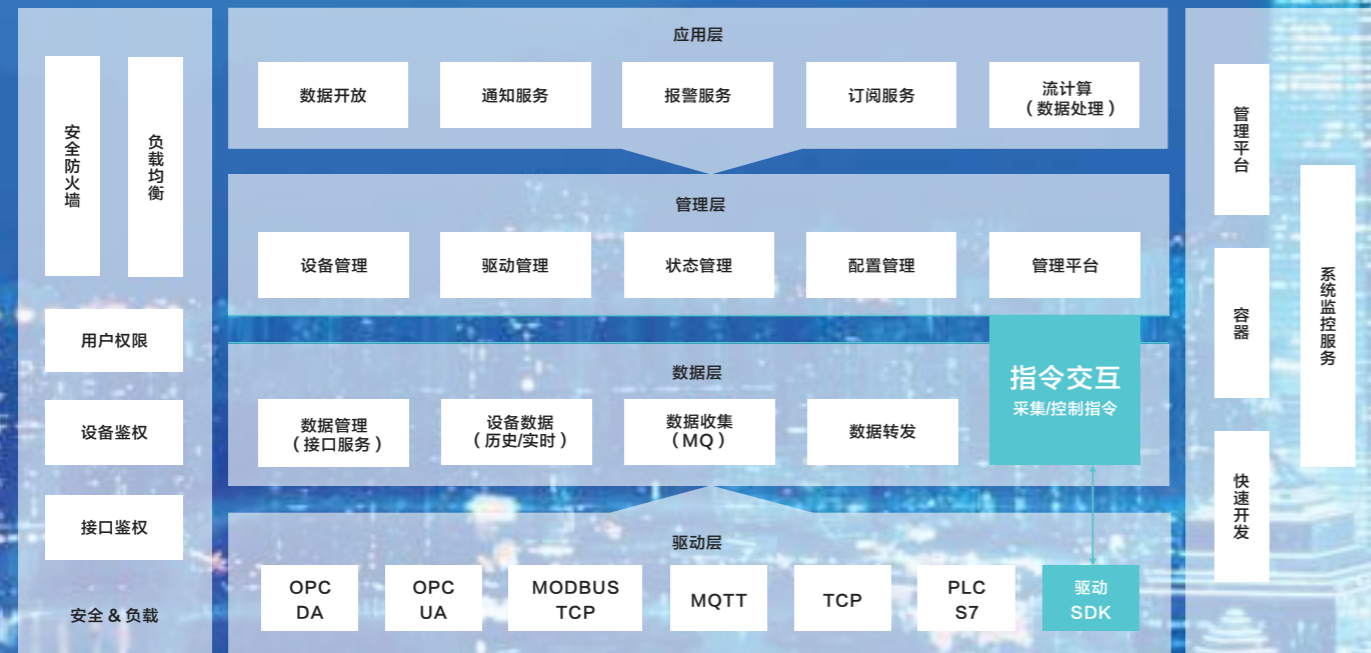 安全防火墙
负载均衡
用户权限
设备鉴权
接口鉴权
安全 & 负载
应用层
数据开放
通知服务
报警服务
订阅服务
流计算
（数据处理）
管理层
设备管理
驱动管理
状态管理
配置管理
管理平台
数据层
数据管理
（接口服务）
设备数据
（历史/实时）
数据收集
（MQ）
数据转发
指令交互
采集/控制指令
驱动层
OPC
DA
OPC
UA
MODBUS
TCP
MQTT
TCP
PLC
S7
驱动
SDK
管理平台
容器
快速开发
系统监控服务